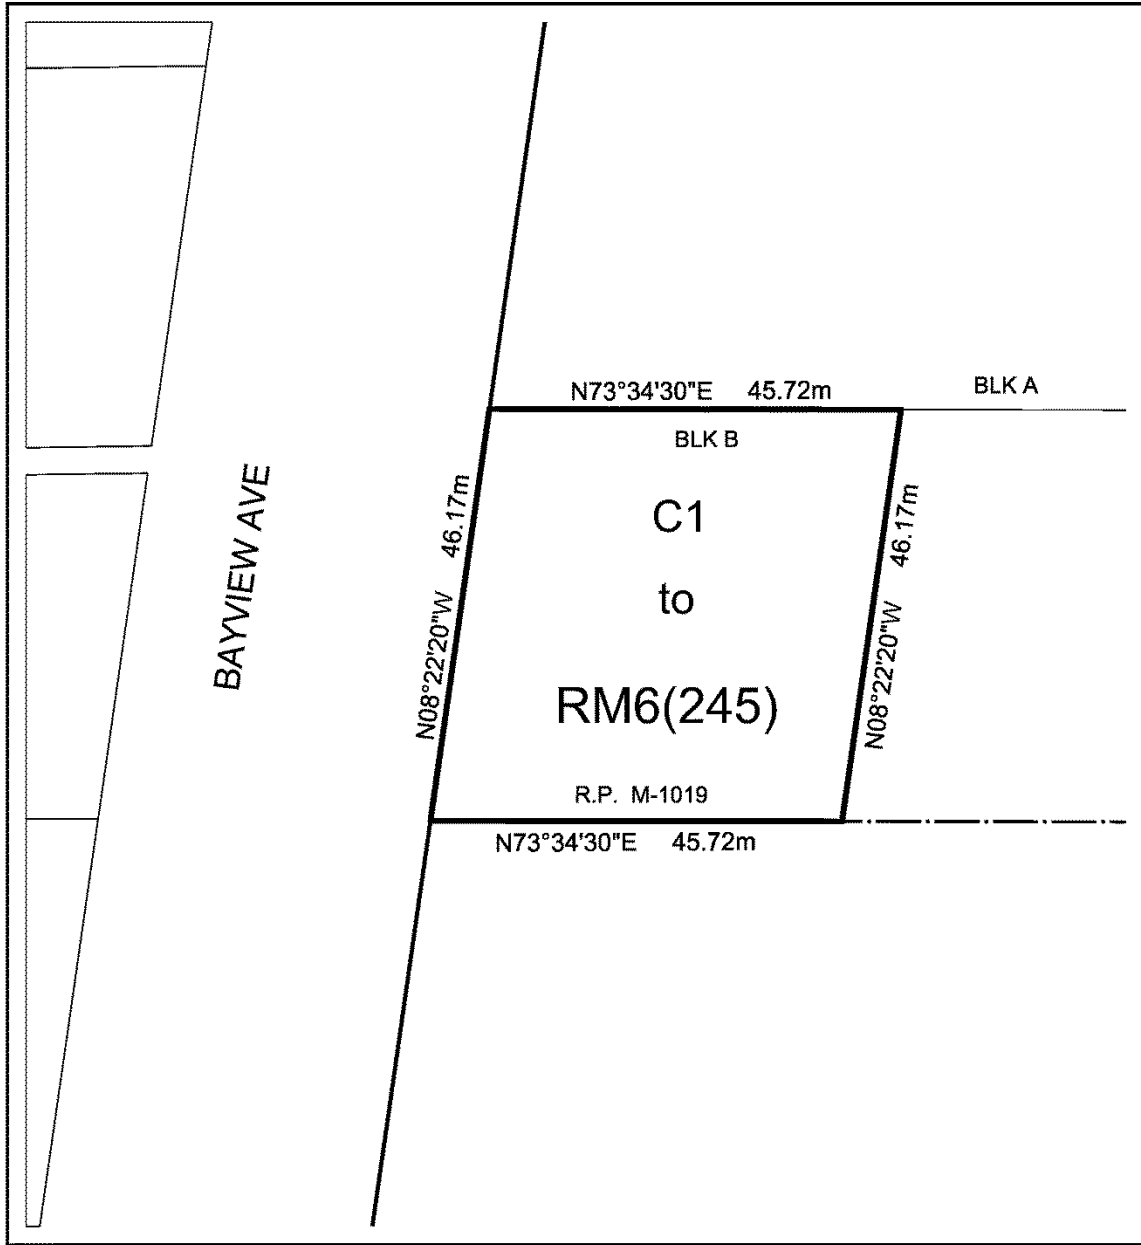 N73°34'30"E 45.72m
BLK A
BLK B
BAYVIEW AVE
N08°22'20"W 46.17m
C1
to
RM6(245)
N08°22'20"W 46.17m
R.P. M-1019
N73°34'30"E 45.72m